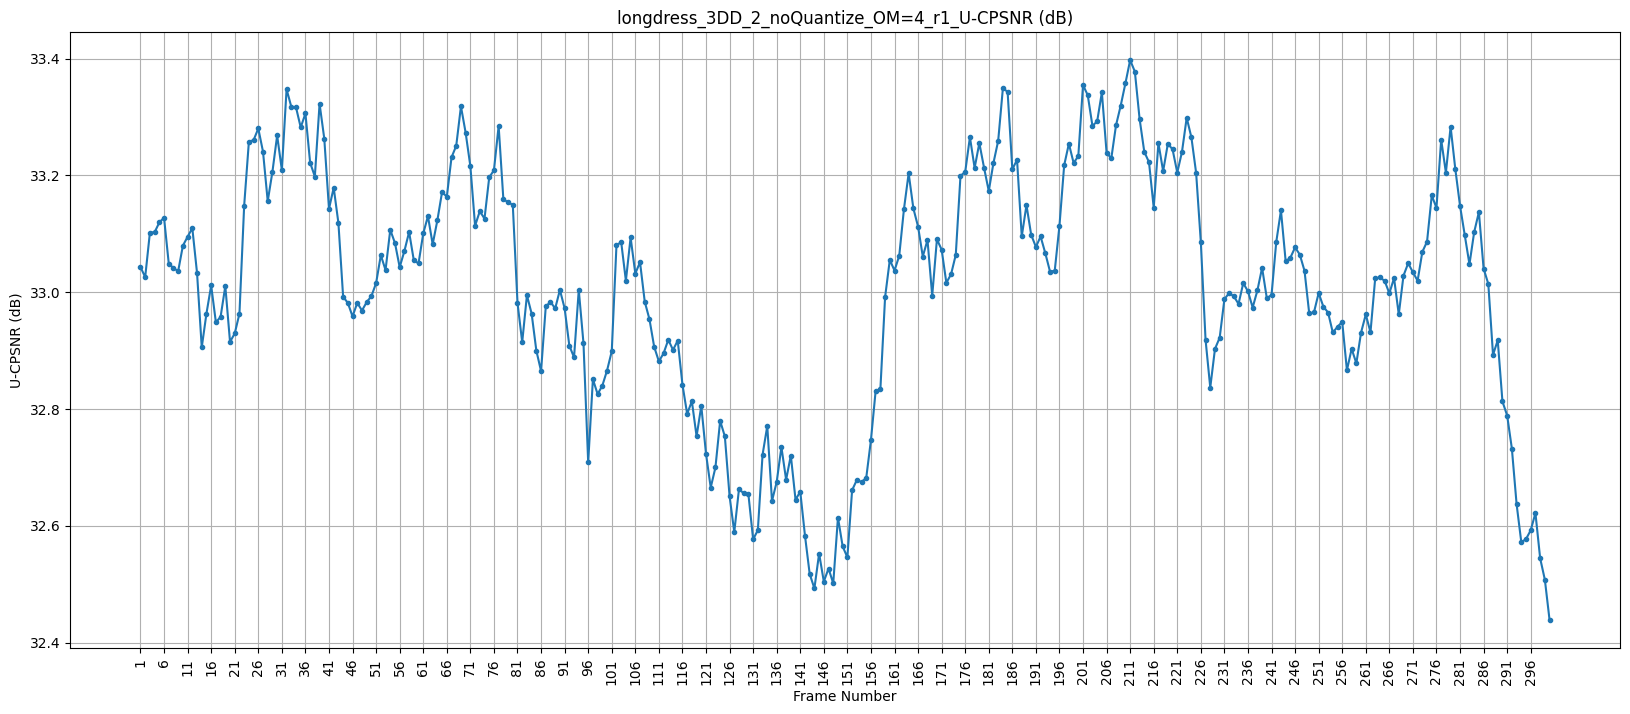 longdress_3DD_2_noQuantize_OM=4_r1_U-CPSNR (dB)
U-CPSNR (dB)
33.4
33.2
33.0
32.8
32.6
32.4
1 6 11 16 21 26 31 36 41 46 51 56 61 66 71 76 81 86 91 96 101 106 111 116 121 126 131 136 141 146 151 156 161 166 171 176 181 186 191 196 201 206 211 216 221 226 231 236 241 246 251 256 261 266 271 276 281 286 291 296
Frame Number